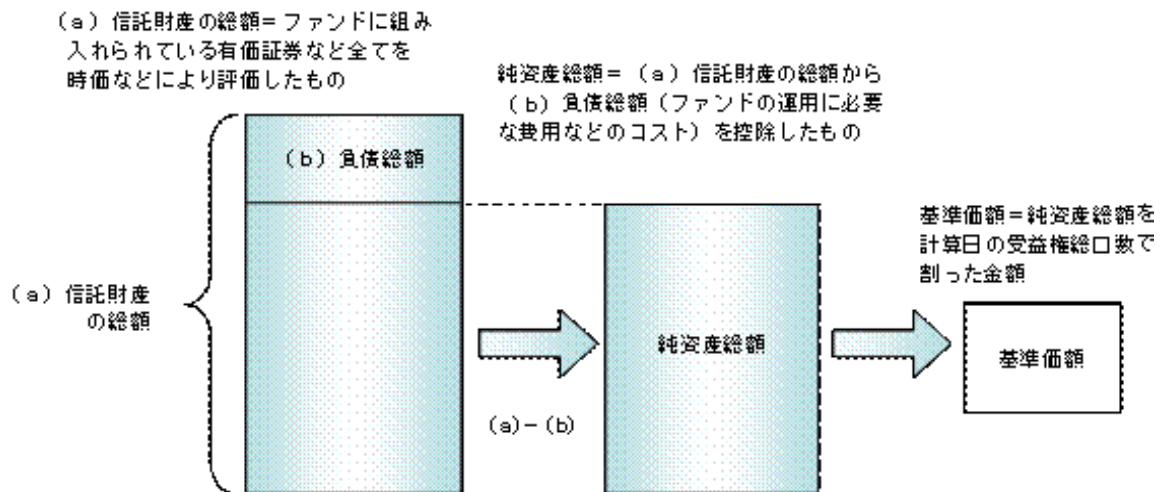 (a)信託財産の総額=ファンドに組み
入れられている有価証券など全てを
時価などにより評価したもの
純資産総額=(a)信託財産の総額から
(b)負債総額(ファンドの運用に必要
な費用などのコスト)を控除したもの
(b)負債総額
基準価額=純資産総額を
計算日の受益権総口数で
割った金額
(a)信託財産
の総額
純資産総額
基準価額
(a)-(b)